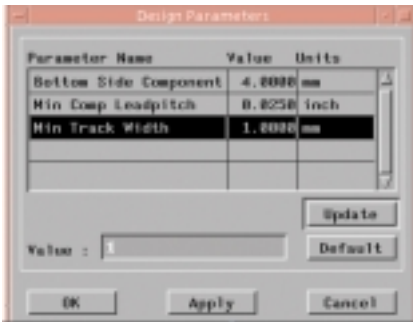 Design Parameters
Parameter Name Value Units
Bottom Side Component 4.0000 mm
Min Comp Leadpitch 0.0250 inch
Min Track Width 1.0000 mm
Update
Value : 1 Default
OK Apply Cancel